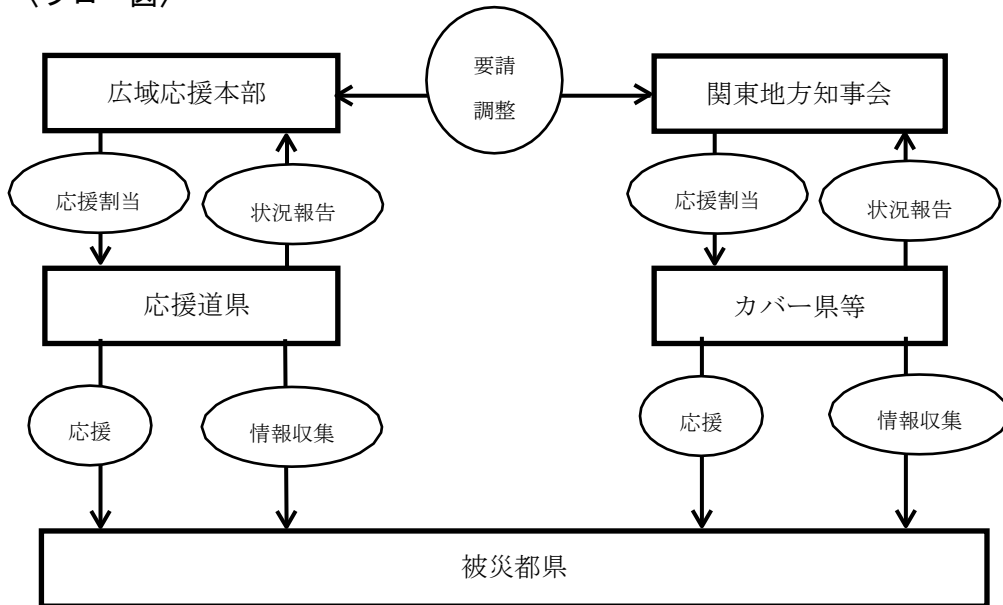 （フロー図）
要請
調整
広域応援本部
関東地方知事会
応援割当
状況報告
応援割当
状況報告
応援道県
カバー県等
応援
情報収集
応援
情報収集
被災都県